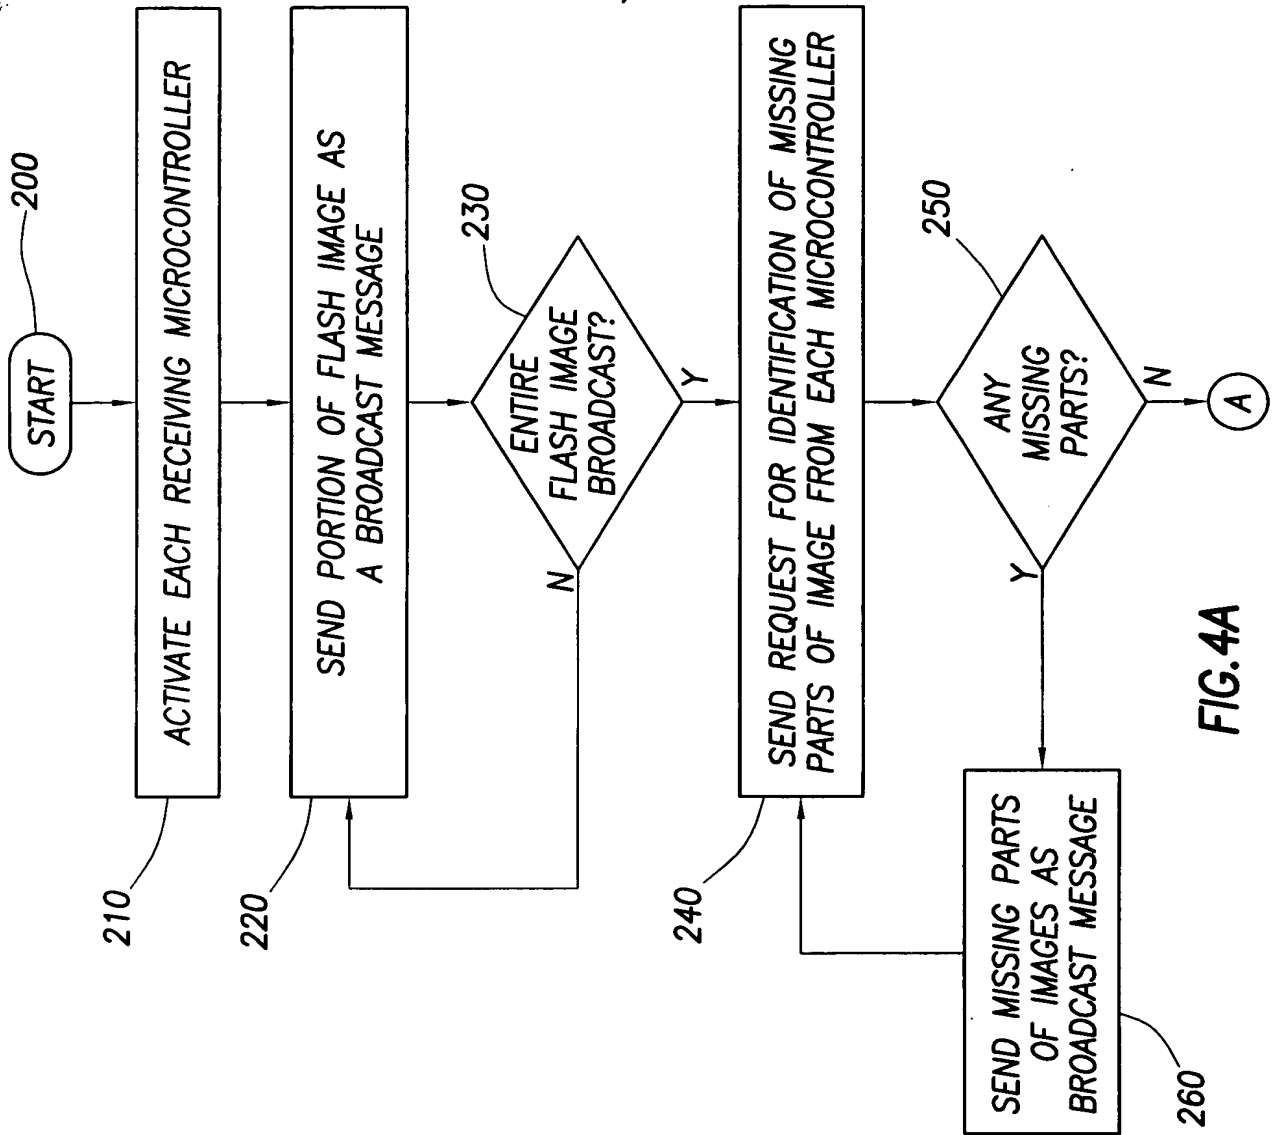 START
200
ACTIVATE EACH RECEIVING MICROCONTROLLER
210
SEND PORTION OF FLASH IMAGE AS
A BROADCAST MESSAGE
220
ENTIRE
FLASH IMAGE
BROADCAST?
230
N
Y
SEND REQUEST FOR IDENTIFICATION OF MISSING
PARTS OF IMAGE FROM EACH MICROCONTROLLER
240
ANY
MISSING
PARTS?
250
Y
N
SEND MISSING PARTS
OF IMAGES AS
BROADCAST MESSAGE
260
A
FIG.4A